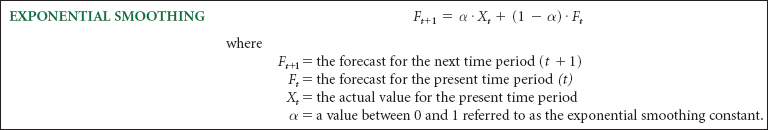 EXPONENTIAL SMOOTHING F_{t+1} = α · X_t + (1 − α) · F_t
where
F_{t+1} = the forecast for the next time period (t + 1)
F_t = the forecast for the present time period (t)
X_t = the actual value for the present time period
α = a value between 0 and 1 referred to as the exponential smoothing constant.